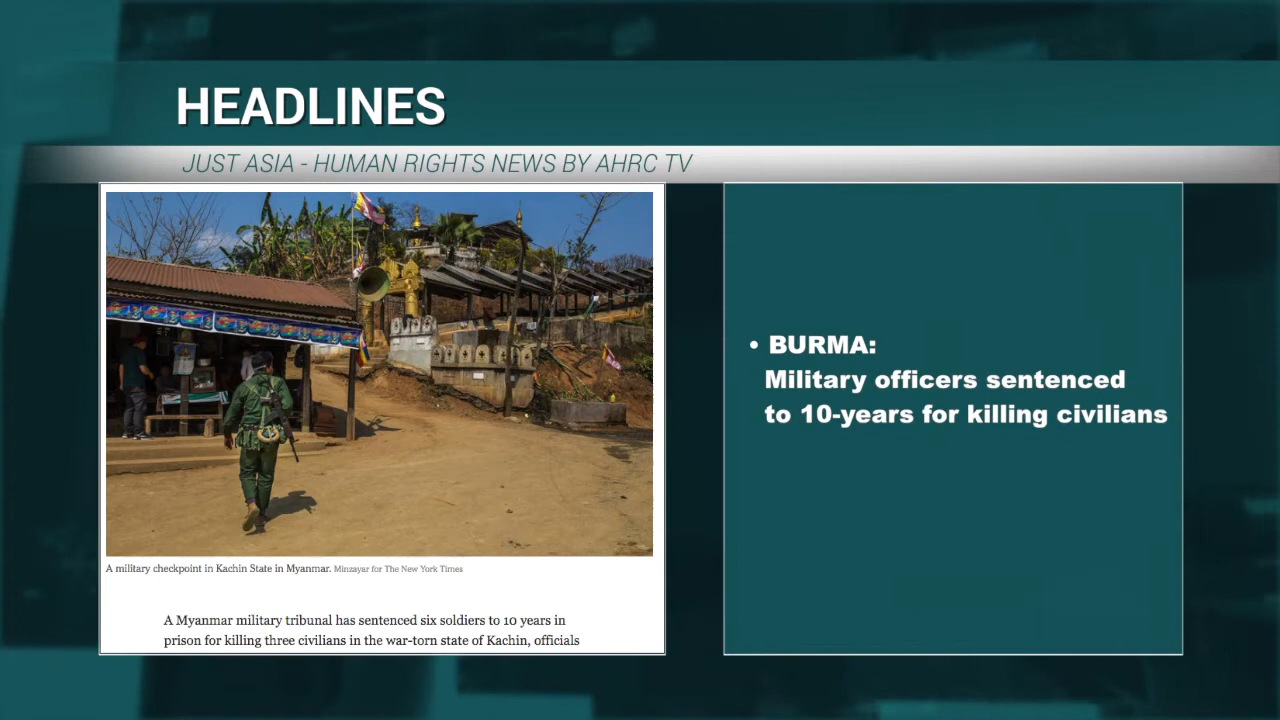 HEADLINES
JUST ASIA - HUMAN RIGHTS NEWS BY AHRC TV
A military checkpoint in Kachin State in Myanmar. Minzayar for The New York Times
A Myanmar military tribunal has sentenced six soldiers to 10 years in
prison for killing three civilians in the war-torn state of Kachin, officials
• BURMA:
Military officers sentenced
to 10-years for killing civilians